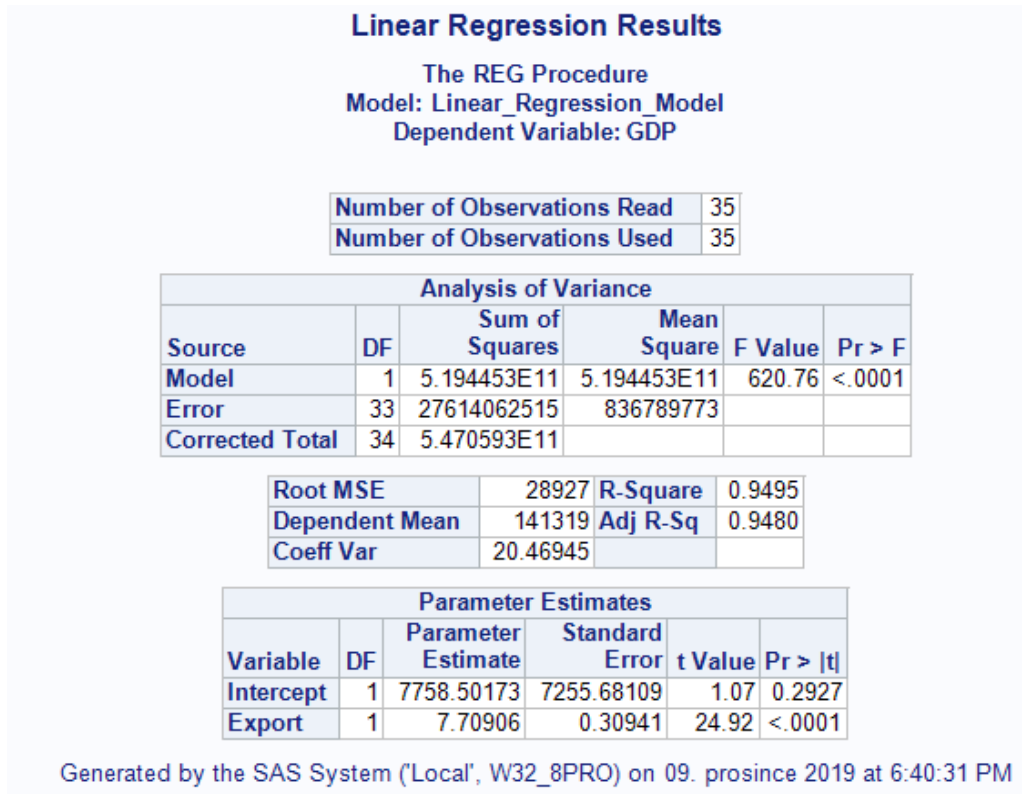 Linear Regression Results
The REG Procedure
Model: Linear_Regression_Model
Dependent Variable: GDP
Number of Observations Read 35
Number of Observations Used 35
Analysis of Variance
Source DF Sum of Squares Mean Square F Value Pr > F
Model 1 5.194453E11 5.194453E11 620.76 <.0001
Error 33 27614062515 836789773
Corrected Total 34 5.470593E11
Root MSE 28927 R-Square 0.9495
Dependent Mean 141319 Adj R-Sq 0.9480
Coeff Var 20.46945
Parameter Estimates
Variable DF Parameter Estimate Standard Error t Value Pr > |t|
Intercept 1 7758.50173 7255.68109 1.07 0.2927
Export 1 7.70906 0.30941 24.92 <.0001
Generated by the SAS System ('Local', W32_8PRO) on 09. prosince 2019 at 6:40:31 PM